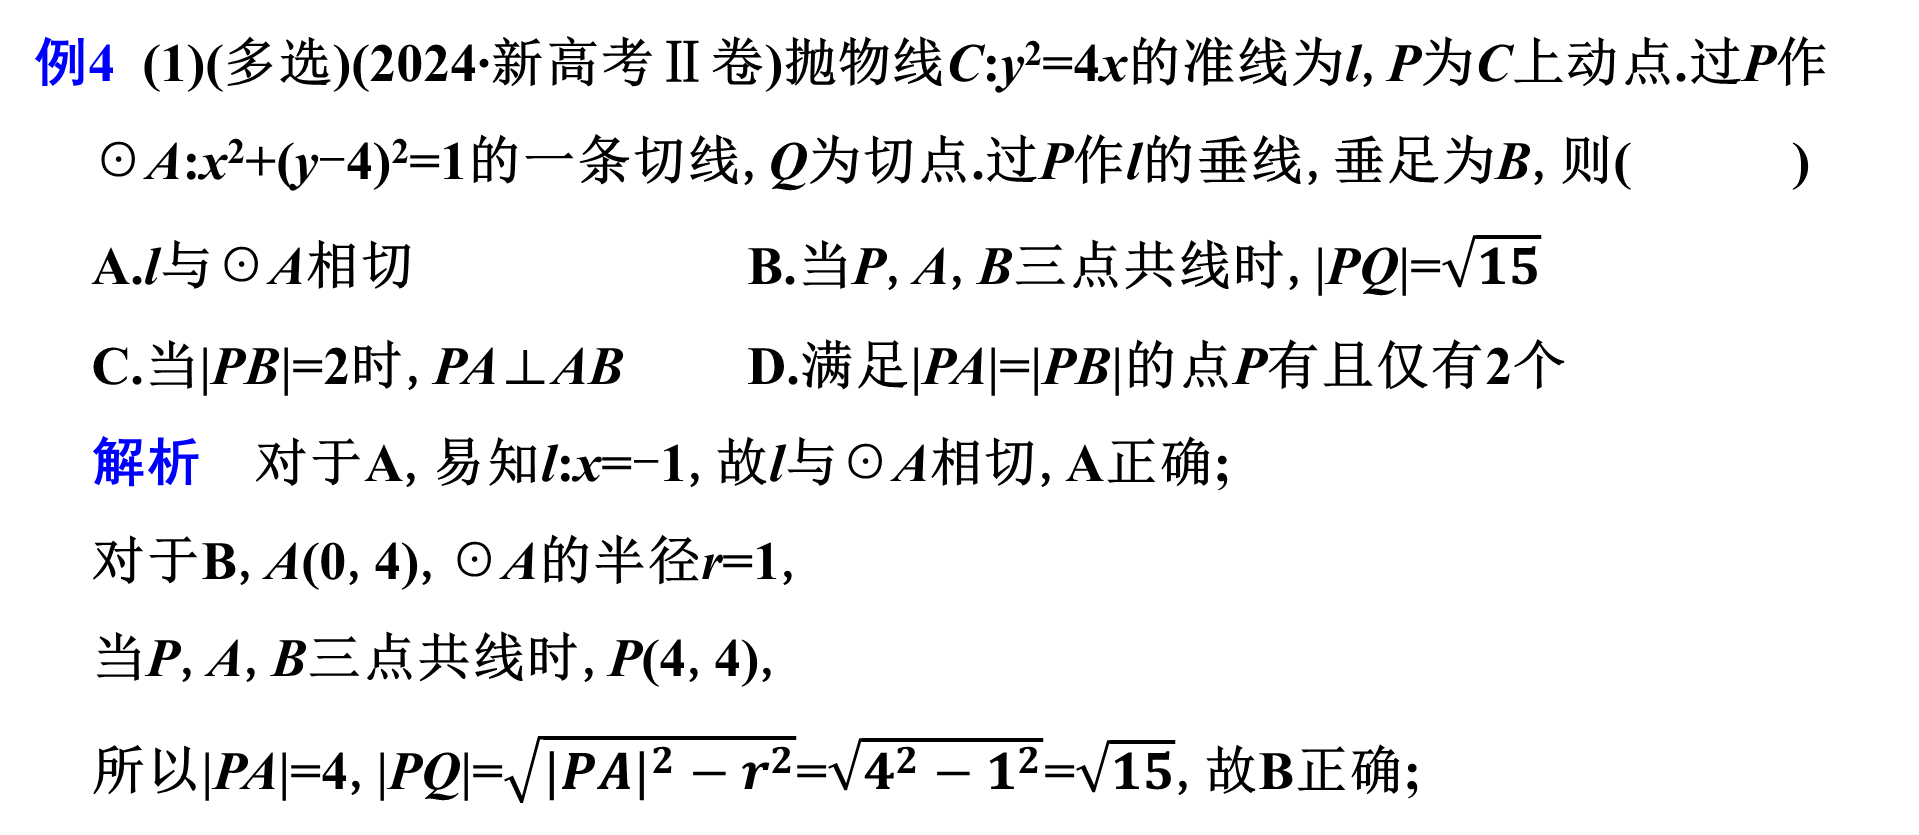 例4 (1)(多选)(2024·新高考Ⅱ卷)抛物线C:y²=4x的准线为l, P为C上动点.过P作
⊙A:x²+(y−4)²=1的一条切线, Q为切点.过P作l的垂线, 垂足为B, 则(  )
A.l与⊙A相切 B.当P, A, B三点共线时, |PQ|=√15
C.当|PB|=2时, PA⊥AB D.满足|PA|=|PB|的点P有且仅有2个
解析 对于A, 易知l:x=−1, 故l与⊙A相切, A正确;
对于B, A(0, 4), ⊙A的半径r=1,
当P, A, B三点共线时, P(4, 4),
所以|PA|=4, |PQ|=√(|PA|²−r²)=√(4²−1²)=√15, 故B正确;